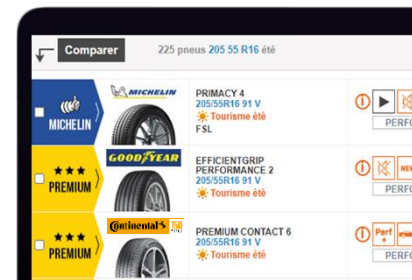 Comparer
225 pneus 205 55 R16 été
MICHELIN
MICHELIN
PRIMACY 4
205/55R16 91 V
Tourisme été
FSL
PERFO
PREMIUM
GOODYEAR
EFFICIENTGRIP
PERFORMANCE 2
205/55R16 91 V
Tourisme été
NEW
PERFO
PREMIUM
Continental
150
PREMIUM CONTACT 6
205/55R16 91 V
Tourisme été
Perf
+
PERFO